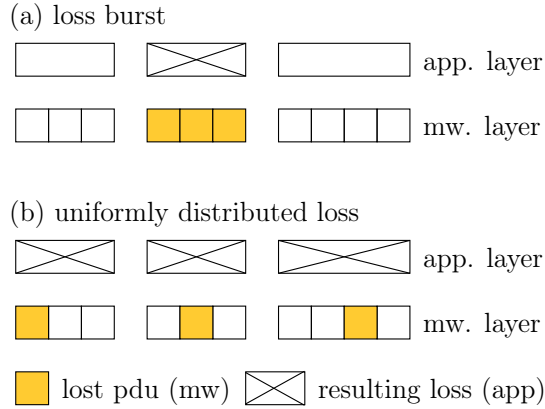 (a) loss burst
app. layer
mw. layer
(b) uniformly distributed loss
app. layer
mw. layer
lost pdu (mw) resulting loss (app)